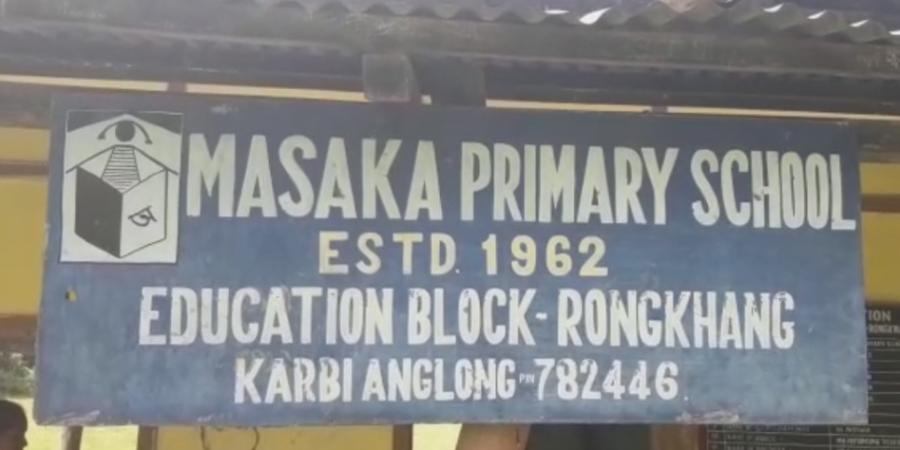 MASAKA PRIMARY SCHOOL
ESTD. 1962
EDUCATION BLOCK-RONGKHANG
KARBI ANGLONG PIN 782446